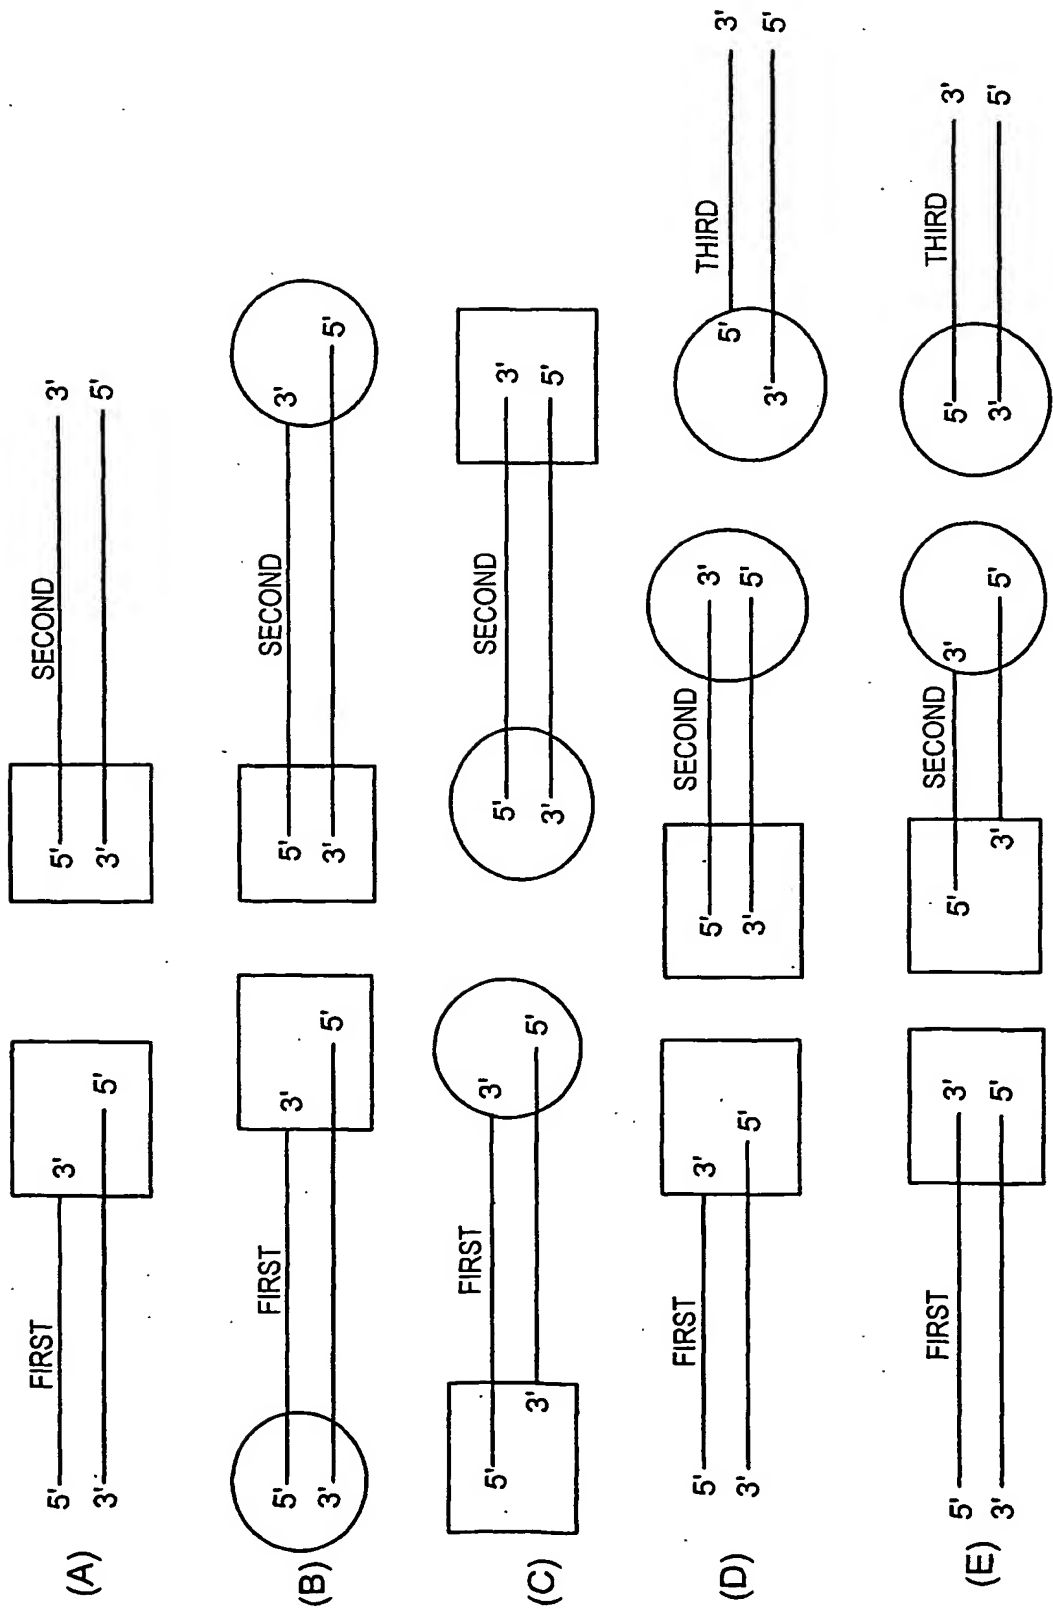 FIRST SECOND
5' 3' 5' 3'
(A)
3' 5' 3' 5'
FIRST SECOND
5' 3' 5' 3'
(B)
3' 5' 3' 5'
FIRST SECOND
5' 3' 5' 3'
(C)
3' 5' 3' 5'
FIRST SECOND THIRD
5' 3' 5' 3' 5' 3'
(D)
3' 5' 3' 5' 3' 5'
FIRST SECOND THIRD
5' 3' 5' 3' 5' 3'
(E)
3' 5' 3' 5' 3' 5'